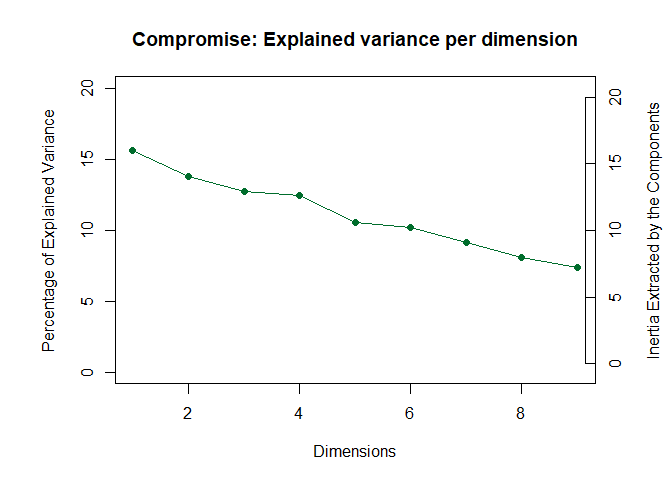 Compromise: Explained variance per dimension
Percentage of Explained Variance
20
15
10
5
0
20
15
10
5
0
Inertia Extracted by the Components
2 4 6 8
Dimensions